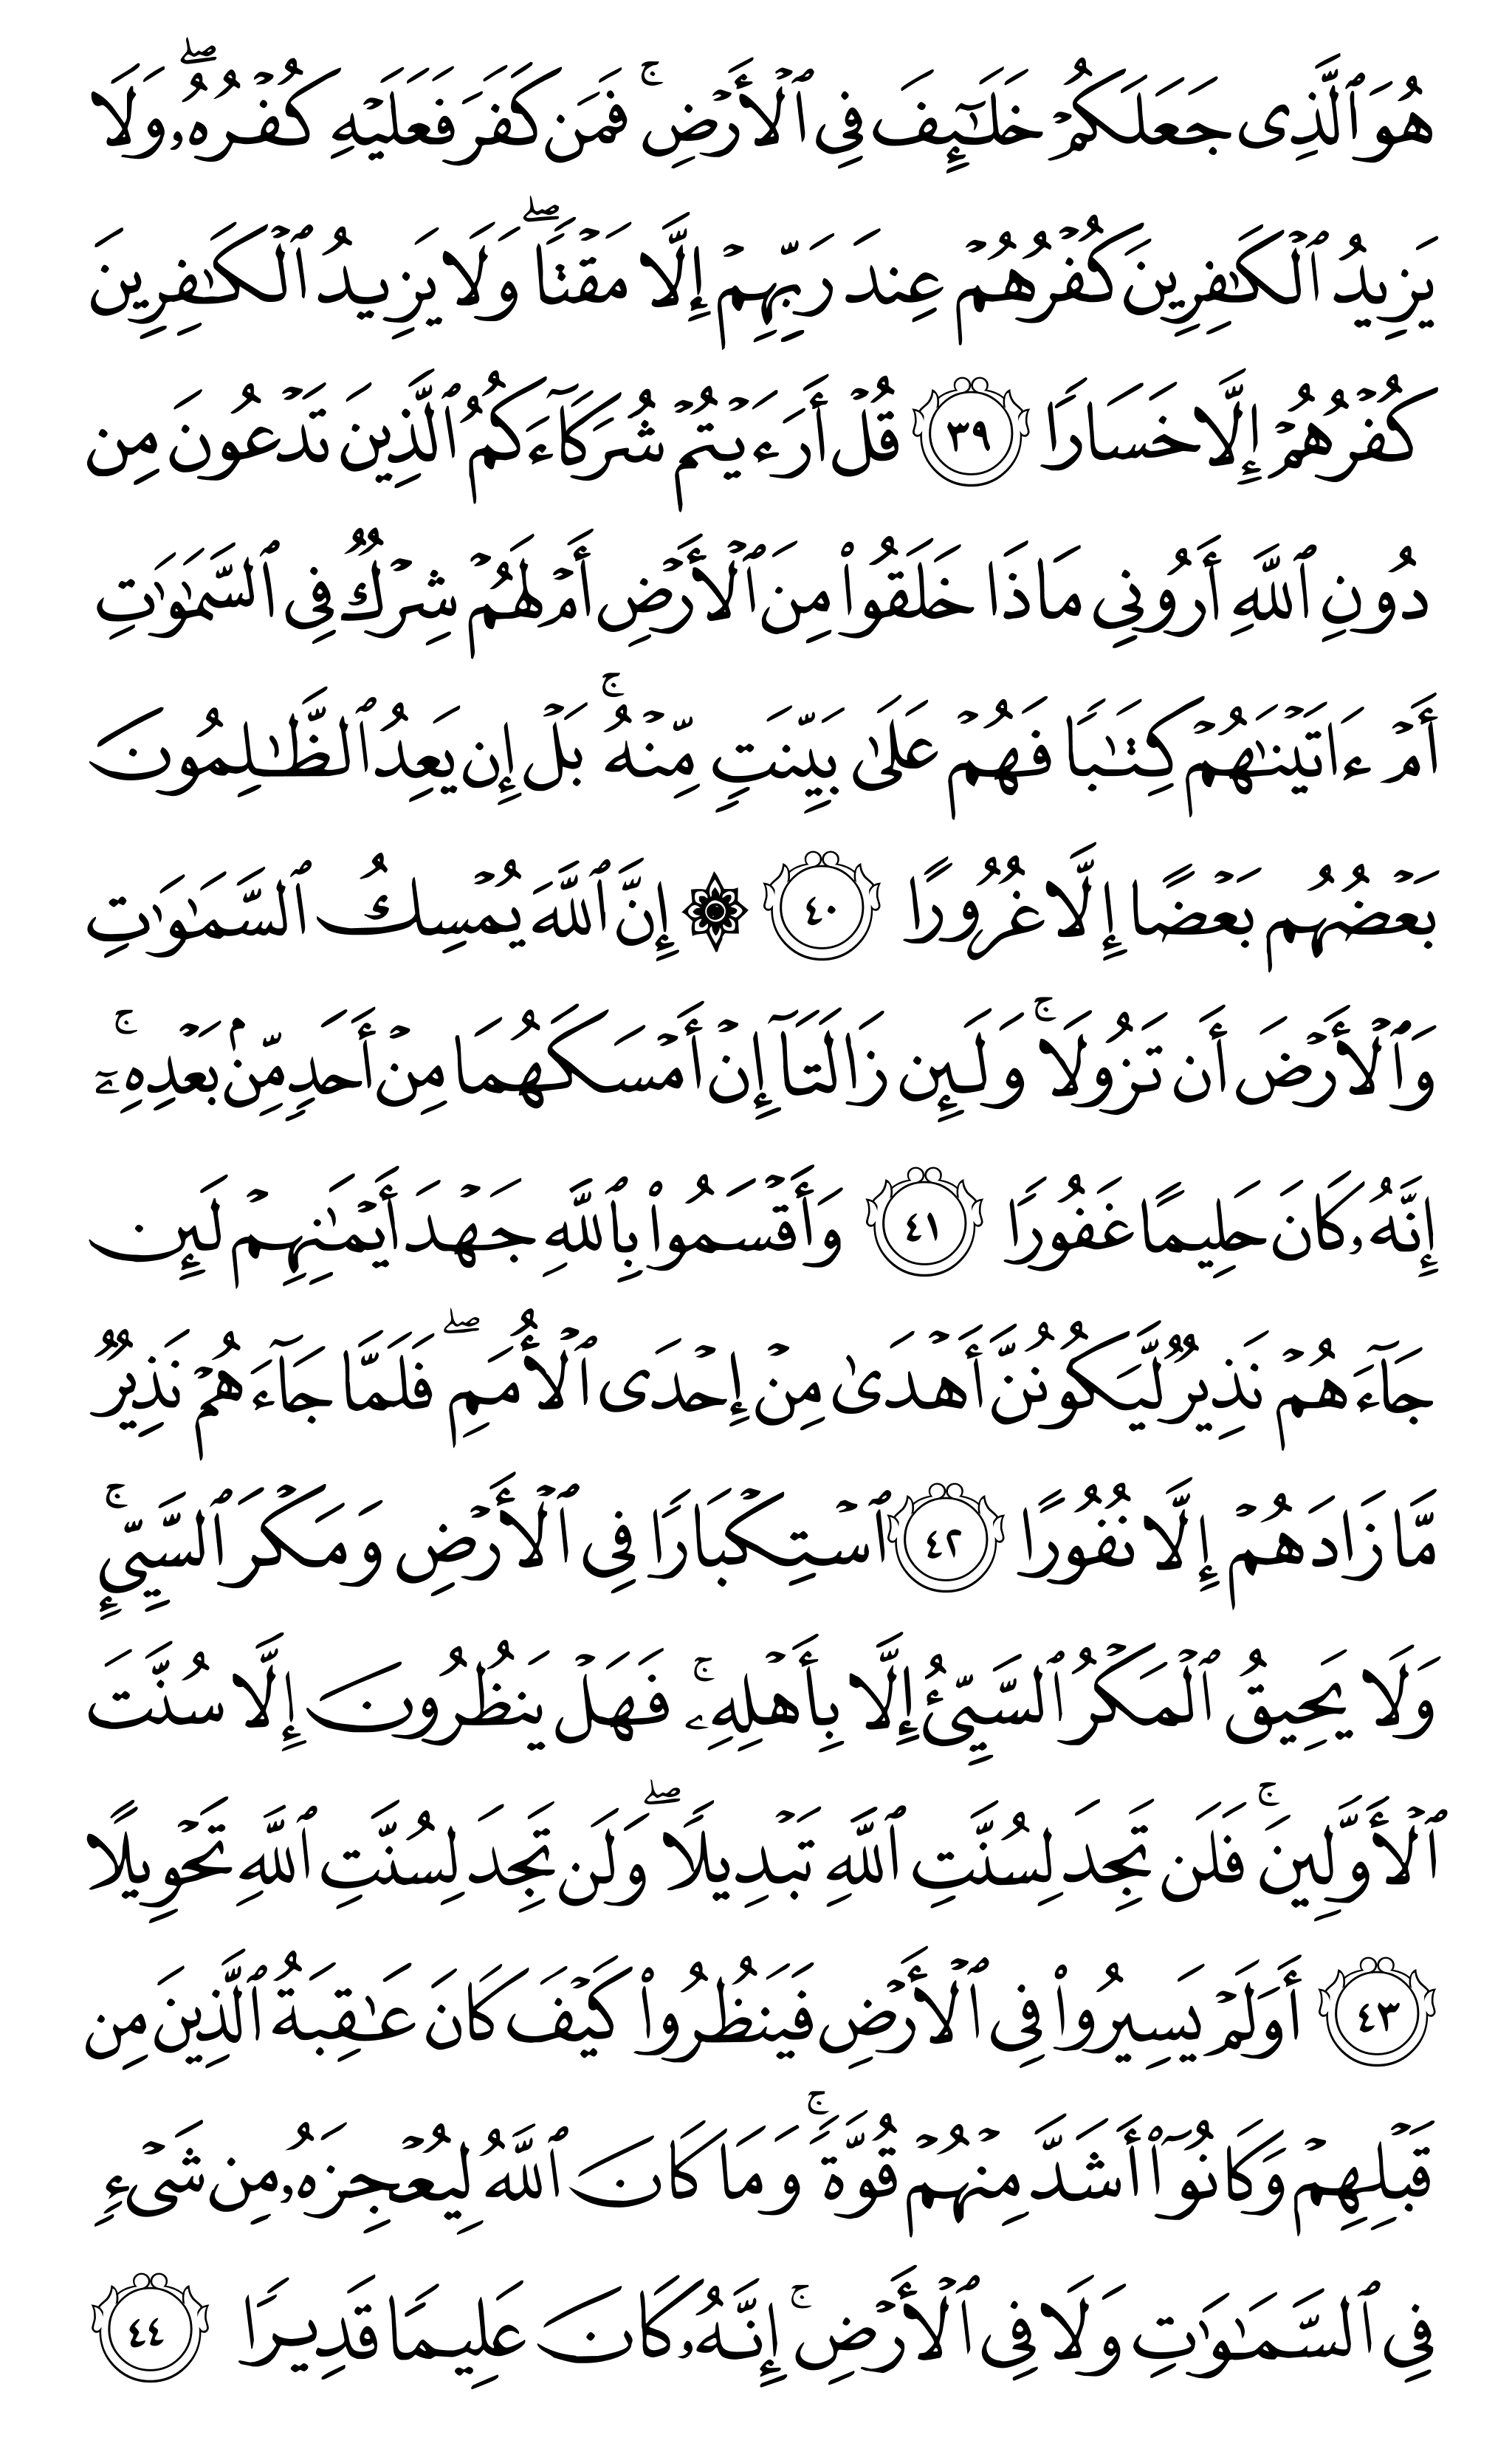 هُوَ ٱلَّذِى جَعَلَكُمْ خَلَـٰٓئِفَ فِى ٱلْأَرْضِ ۚ فَمَن كَفَرَ فَعَلَيْهِ كُفْرُهُۥ ۖ وَلَا
يَزِيدُ ٱلْكَـٰفِرِينَ كُفْرُهُمْ عِندَ رَبِّهِمْ إِلَّا مَقْتًا ۖ وَلَا يَزِيدُ ٱلْكَـٰفِرِينَ
كُفْرُهُمْ إِلَّا خَسَارًا ٣٩ قُلْ أَرَءَيْتُمْ شُرَكَآءَكُمُ ٱلَّذِينَ تَدْعُونَ مِن
دُونِ ٱللَّهِ أَرُونِى مَاذَا خَلَقُوا۟ مِنَ ٱلْأَرْضِ أَمْ لَهُمْ شِرْكٌ فِى ٱلسَّمَـٰوَٰتِ
أَمْ ءَاتَيْنَـٰهُمْ كِتَـٰبًا فَهُمْ عَلَىٰ بَيِّنَتٍ مِّنْهُ ۚ بَلْ إِن يَعِدُ ٱلظَّـٰلِمُونَ
بَعْضُهُم بَعْضًا إِلَّا غُرُورًا ٤٠ ۞ إِنَّ ٱللَّهَ يُمْسِكُ ٱلسَّمَـٰوَٰتِ
وَٱلْأَرْضَ أَن تَزُولَا ۚ وَلَئِن زَالَتَآ إِنْ أَمْسَكَهُمَا مِنْ أَحَدٍ مِّنۢ بَعْدِهِۦٓ ۚ
إِنَّهُۥ كَانَ حَلِيمًا غَفُورًا ٤١ وَأَقْسَمُوا۟ بِٱللَّهِ جَهْدَ أَيْمَـٰنِهِمْ لَئِن
جَآءَهُمْ نَذِيرٌ لَّيَكُونُنَّ أَهْدَىٰ مِنْ إِحْدَى ٱلْأُمَمِ ۖ فَلَمَّا جَآءَهُمْ نَذِيرٌ
مَّا زَادَهُمْ إِلَّا نُفُورًا ٤٢ ٱسْتِكْبَارًا فِى ٱلْأَرْضِ وَمَكْرَ ٱلسَّيِّئِ ۚ
وَلَا يَحِيقُ ٱلْمَكْرُ ٱلسَّيِّئُ إِلَّا بِأَهْلِهِۦ ۚ فَهَلْ يَنظُرُونَ إِلَّا سُنَّتَ
ٱلْأَوَّلِينَ ۚ فَلَن تَجِدَ لِسُنَّتِ ٱللَّهِ تَبْدِيلًا ۖ وَلَن تَجِدَ لِسُنَّتِ ٱللَّهِ تَحْوِيلًا
٤٣ أَوَلَمْ يَسِيرُوا۟ فِى ٱلْأَرْضِ فَيَنظُرُوا۟ كَيْفَ كَانَ عَـٰقِبَةُ ٱلَّذِينَ مِن
قَبْلِهِمْ وَكَانُوٓا۟ أَشَدَّ مِنْهُمْ قُوَّةً ۚ وَمَا كَانَ ٱللَّهُ لِيُعْجِزَهُۥ مِن شَىْءٍ
فِى ٱلسَّمَـٰوَٰتِ وَلَا فِى ٱلْأَرْضِ ۚ إِنَّهُۥ كَانَ عَلِيمًا قَدِيرًا ٤٤